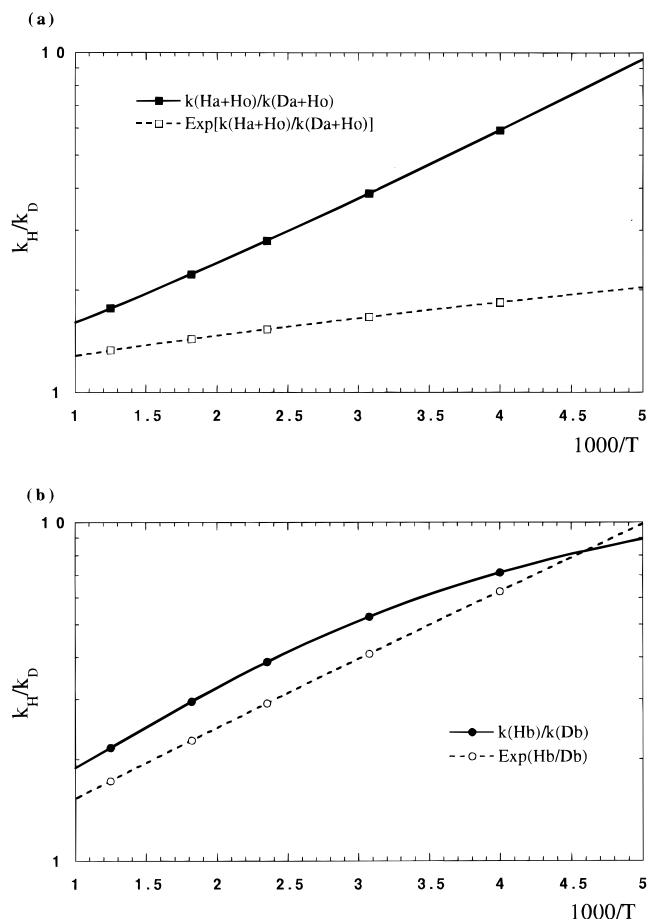 (a)
10
k(Ha+Ho)/k(Da+Ho)
Exp[k(Ha+Ho)/k(Da+Ho)]
k_H/k_D
1
1 1.5 2 2.5 3 3.5 4 4.5 5
1000/T
(b)
10
k_H/k_D
k(Hb)/k(Db)
Exp(Hb/Db)
1
1 1.5 2 2.5 3 3.5 4 4.5 5
1000/T